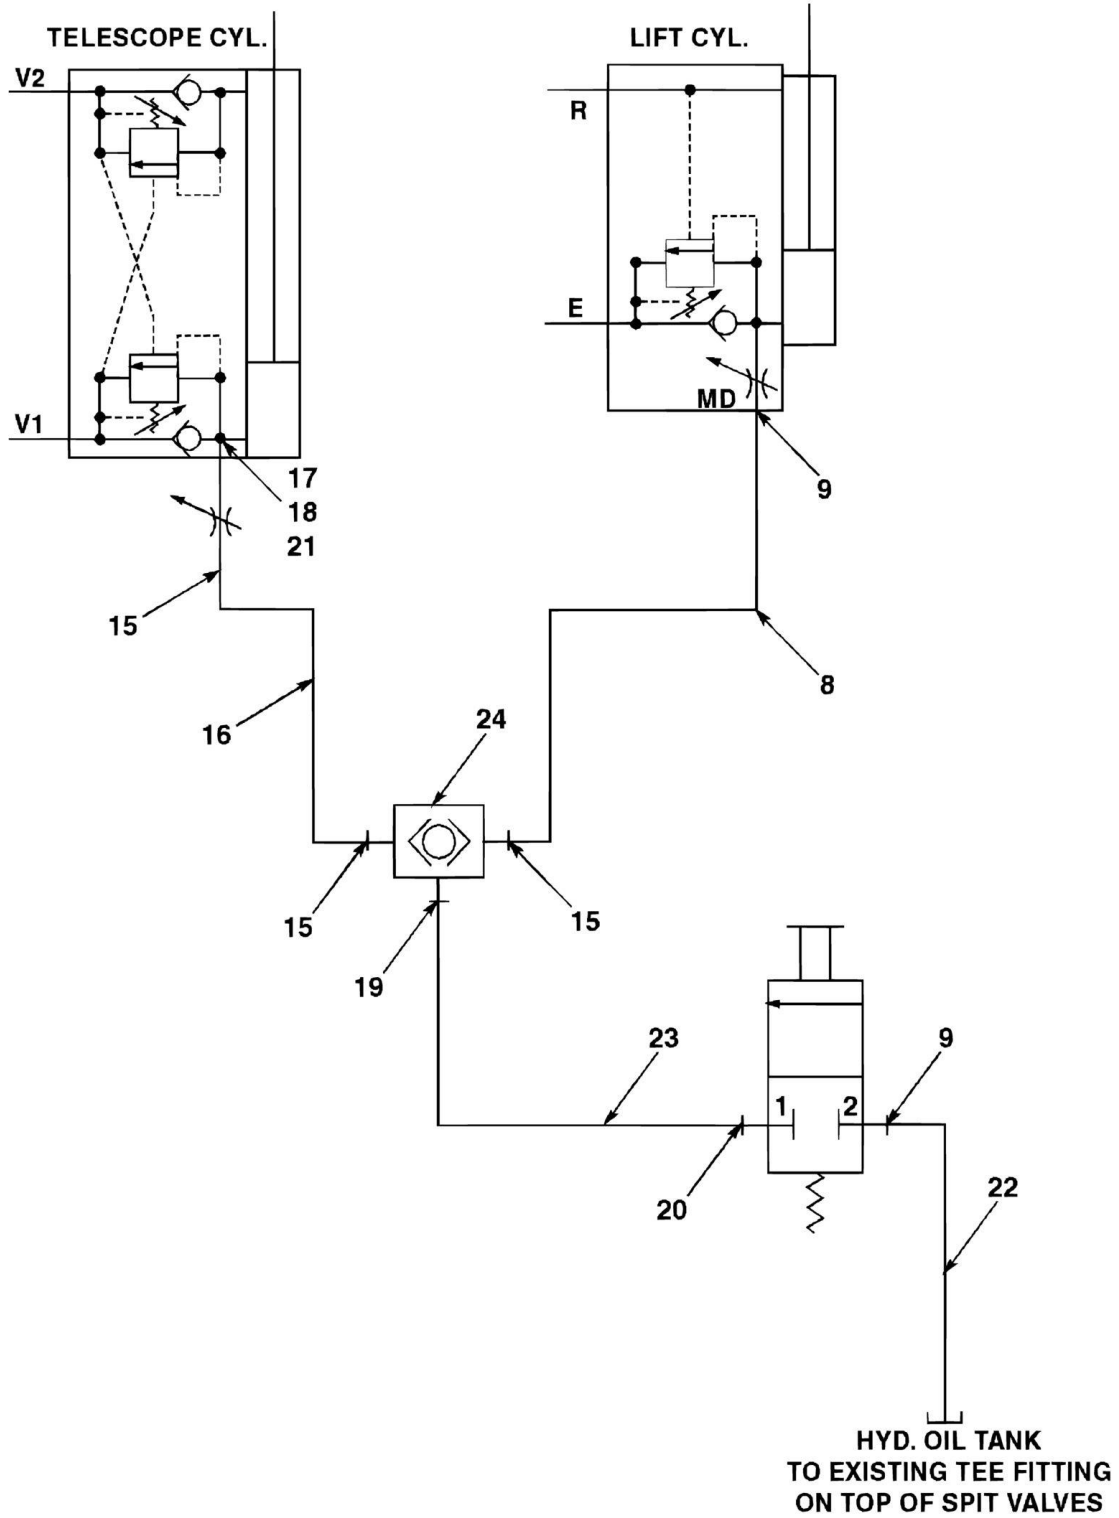 TELESCOPE CYL.
LIFT CYL.
V2
R
E
MD
V1
17
18
21
9
15
8
16
24
15
15
19
23
9
1
2
20
22
HYD. OIL TANK
TO EXISTING TEE FITTING
ON TOP OF SPIT VALVES